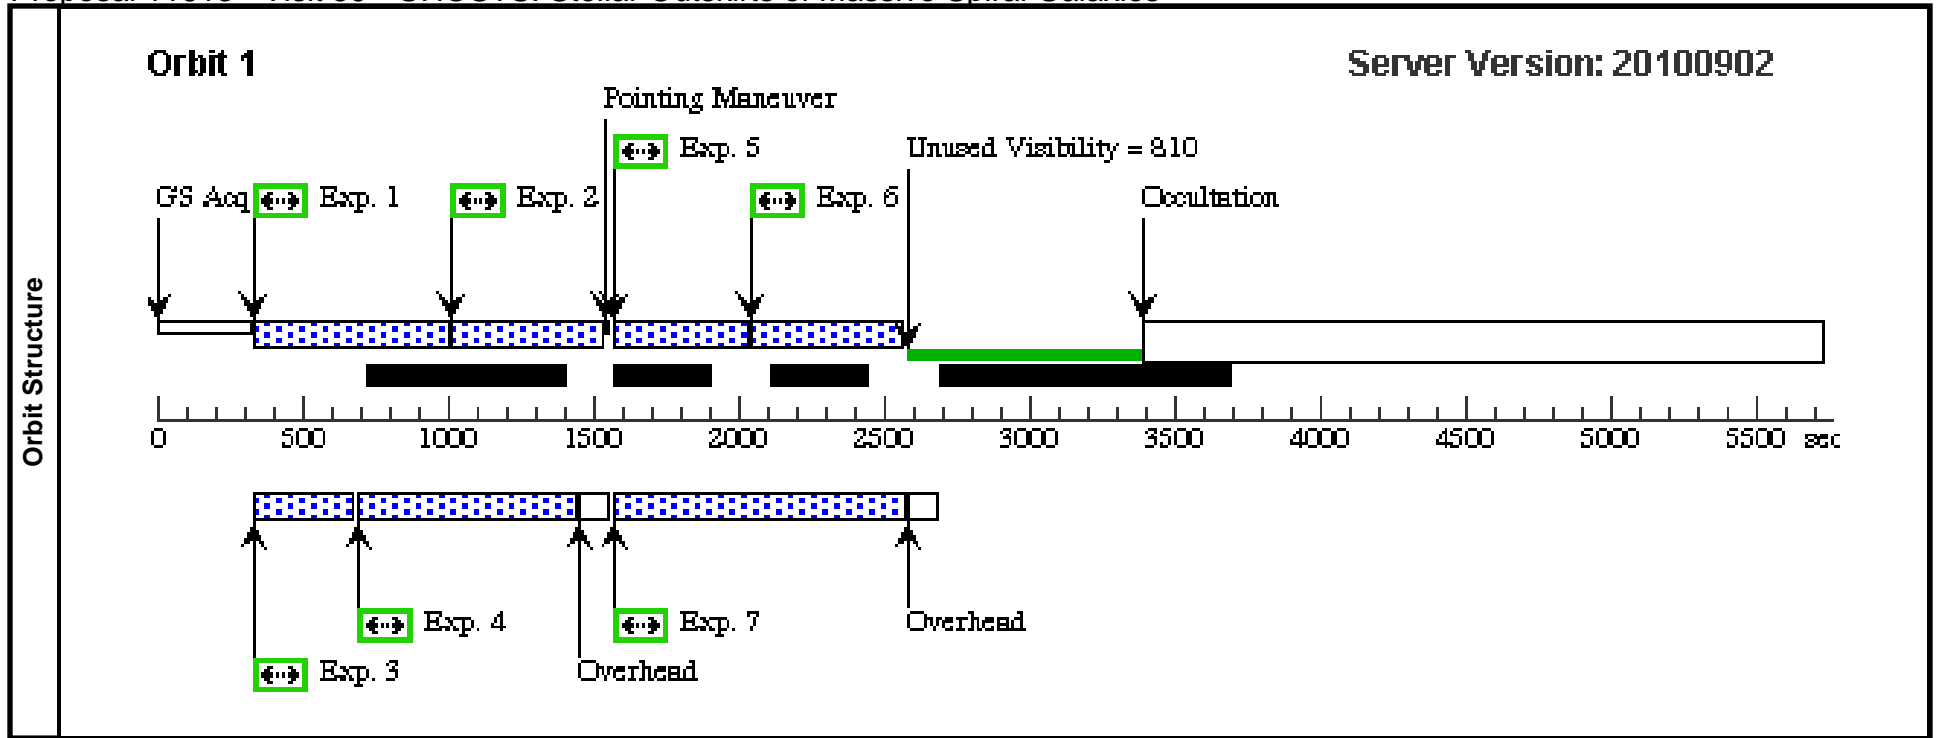 Orbit 1
Server Version: 20100902
Pointing Maneuver
Exp. 5
Unused Visibility = 810
GS Acq
Exp. 1
Exp. 2
Exp. 6
Occultation
Orbit Structure
0 500 1000 1500 2000 2500 3000 3500 4000 4500 5000 5500 sec
Exp. 4
Exp. 7
Overhead
Exp. 3
Overhead